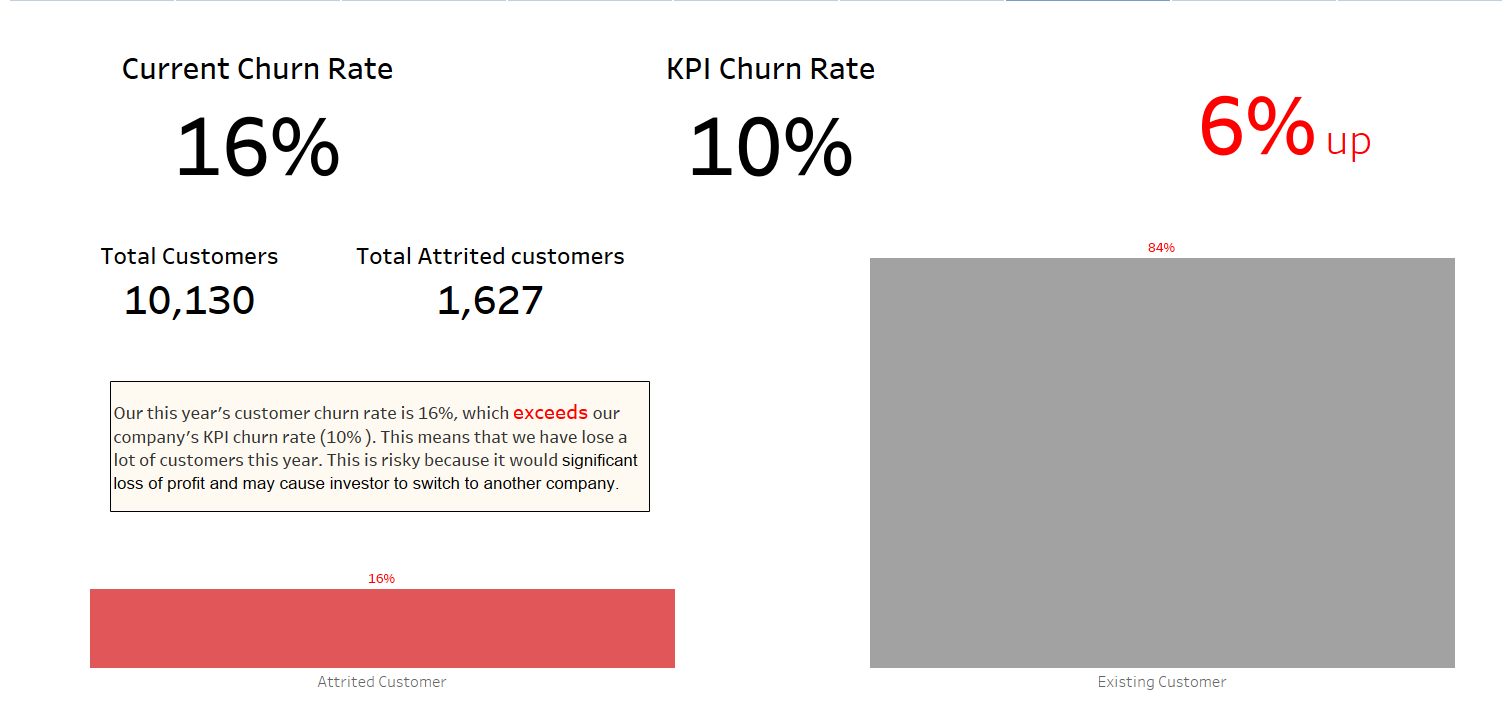 Current Churn Rate
16%
KPI Churn Rate
10%
6% up
Total Customers
10,130
Total Attrited customers
1,627
Our this year's customer churn rate is 16%, which exceeds our
company's KPI churn rate (10% ). This means that we have lose a
lot of customers this year. This is risky because it would significant
loss of profit and may cause investor to switch to another company.
16%
Attrited Customer
84%
Existing Customer